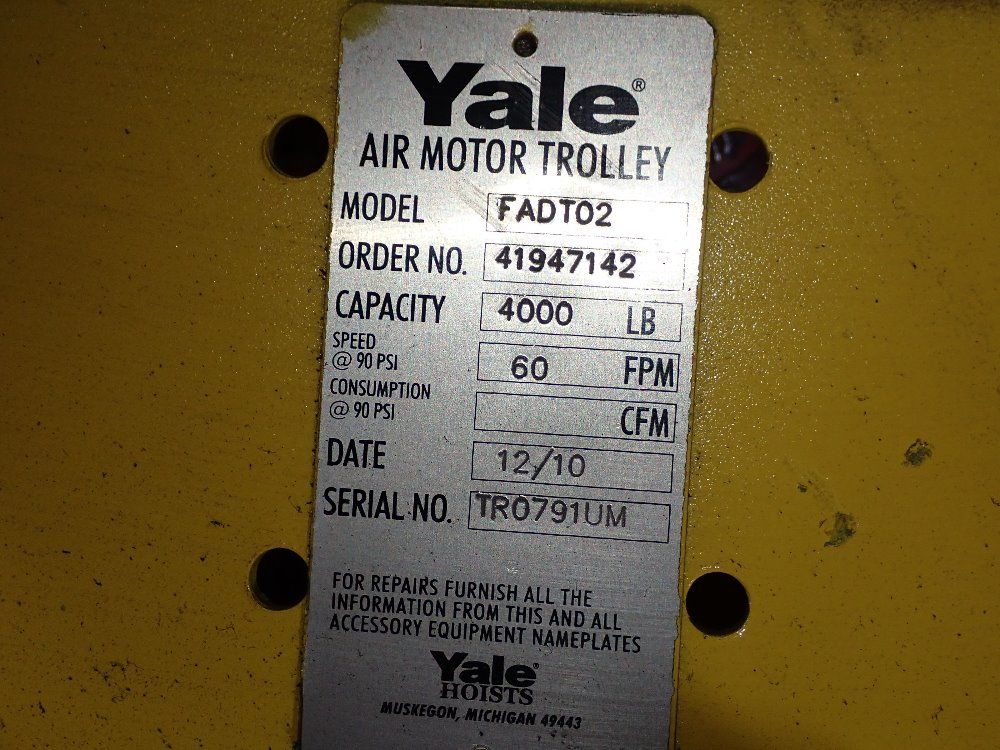 Yale®
AIR MOTOR TROLLEY
MODEL FADT02
ORDER NO. 41947142
CAPACITY 4000 LB
SPEED
@ 90 PSI 60 FPM
CONSUMPTION
@ 90 PSI CFM
DATE 12/10
SERIAL NO. TR0791UM
FOR REPAIRS FURNISH ALL THE
INFORMATION FROM THIS AND ALL
ACCESSORY EQUIPMENT NAMEPLATES
Yale®
HOISTS
MUSKEGON, MICHIGAN 49443